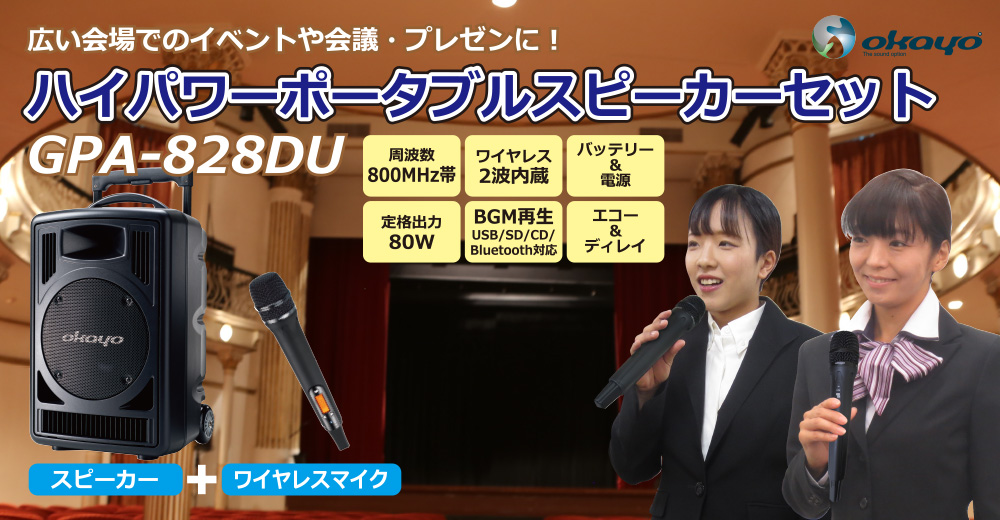 広い会場でのイベントや会議・プレゼンに！
okayo
The sound option
ハイパワーポータブルスピーカーセット
GPA-828DU
周波数
800MHz帯
ワイヤレス
2波内蔵
バッテリー
&
電源
定格出力
80W
BGM再生
USB/SD/CD/
Bluetooth対応
エコー
&
ディレイ
okayo
スピーカー + ワイヤレスマイク